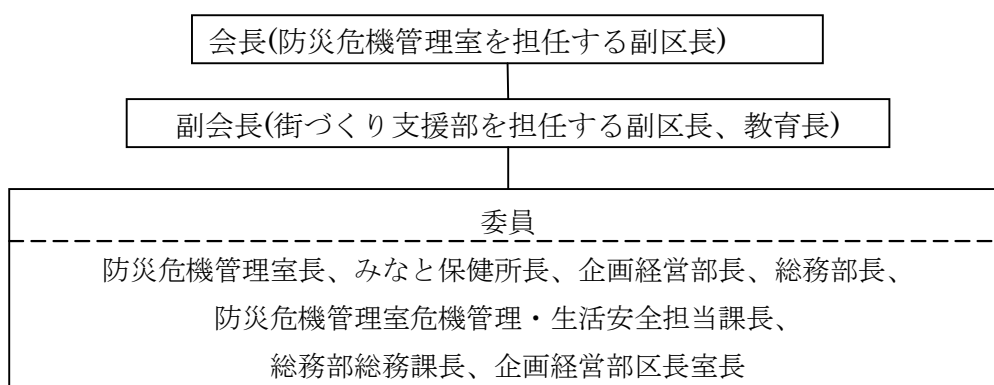 会長(防災危機管理室を担任する副区長)
副会長(街づくり支援部を担任する副区長、教育長)
委員
防災危機管理室長、みなと保健所長、企画経営部長、総務部長、
防災危機管理室危機管理・生活安全担当課長、
総務部総務課長、企画経営部区長室長